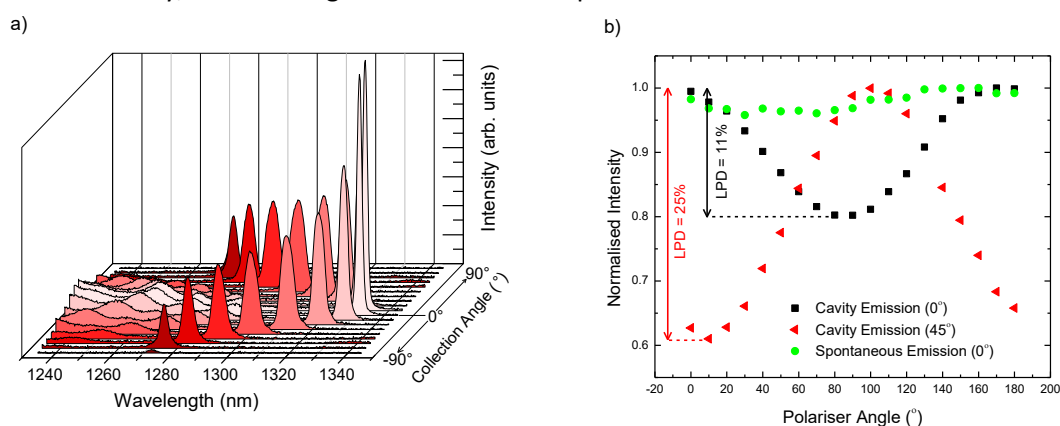 a)
Intensity (arb. units)
90°
0°
-90°
Collection Angle (°)
1240 1260 1280 1300 1320 1340
Wavelength (nm)
b)
1.0
0.9
0.8
0.7
0.6
Normalised Intensity
LPD = 25%
LPD = 11%
Cavity Emission (0°)
Cavity Emission (45°)
Spontaneous Emission (0°)
-20 0 20 40 60 80 100 120 140 160 180 200
Polariser Angle (°)